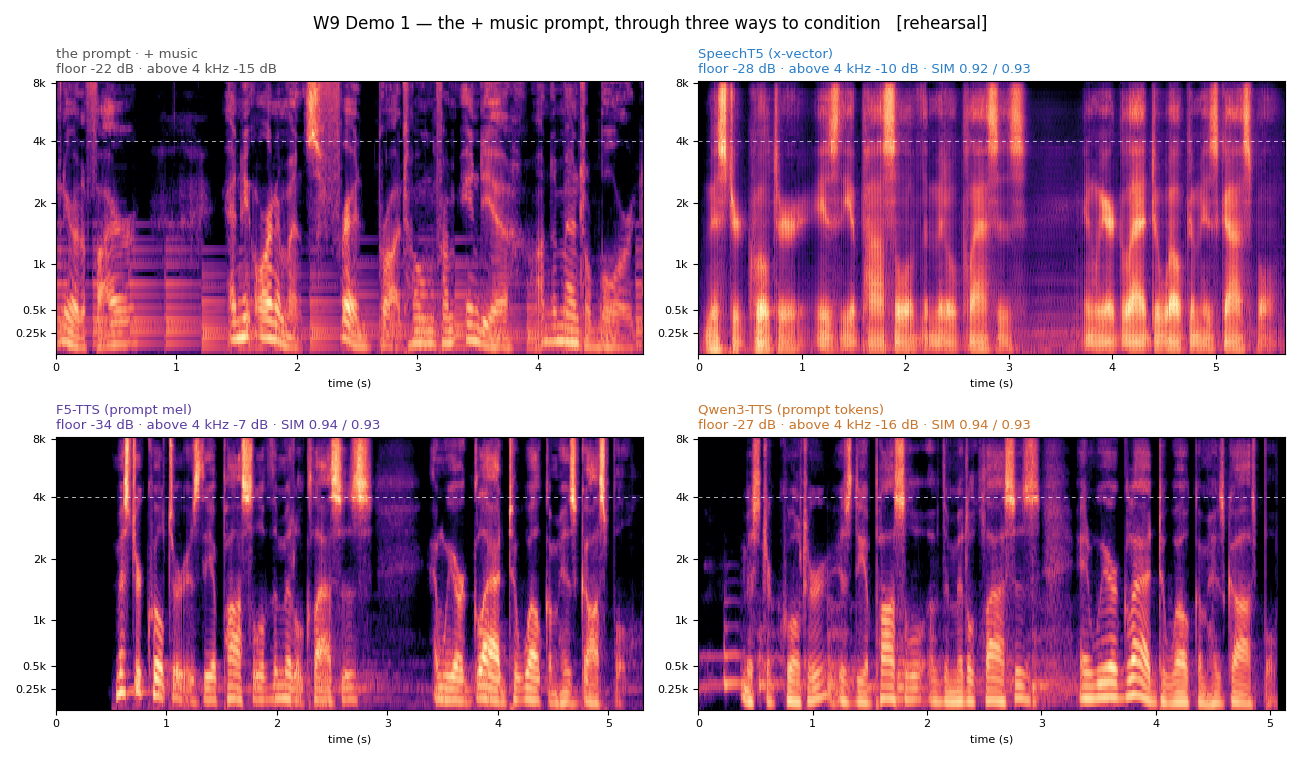 W9 Demo 1 — the + music prompt, through three ways to condition [rehearsal]
the prompt · + music
floor -22 dB · above 4 kHz -15 dB
8k
4k
2k
1k
0.5k
0.25k
0 1 2 3 4
time (s)
SpeechT5 (x-vector)
floor -28 dB · above 4 kHz -10 dB · SIM 0.92 / 0.93
8k
4k
2k
1k
0.5k
0.25k
0 1 2 3 4 5
time (s)
F5-TTS (prompt mel)
floor -34 dB · above 4 kHz -7 dB · SIM 0.94 / 0.93
8k
4k
2k
1k
0.5k
0.25k
0 1 2 3 4 5
time (s)
Qwen3-TTS (prompt tokens)
floor -27 dB · above 4 kHz -16 dB · SIM 0.94 / 0.93
8k
4k
2k
1k
0.5k
0.25k
0 1 2 3 4 5
time (s)